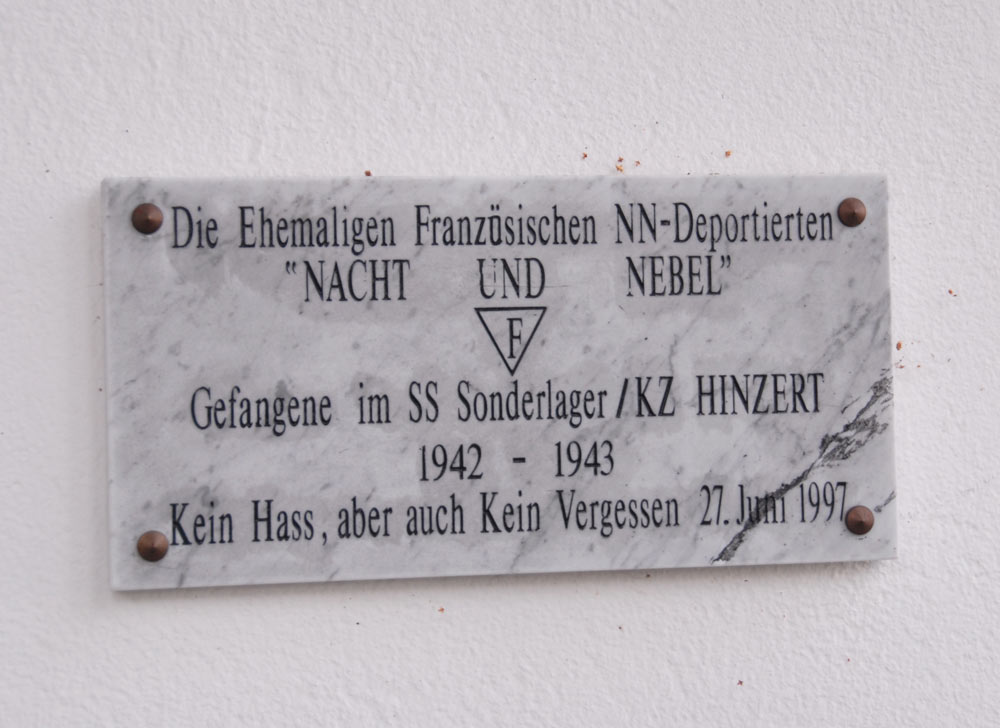 Die Ehemaligen Französischen NN-Deportierten
"NACHT UND NEBEL"
F
Gefangene im SS Sonderlager/KZ HINZERT
1942 - 1943
Kein Hass, aber auch Kein Vergessen 27. Juni 1997